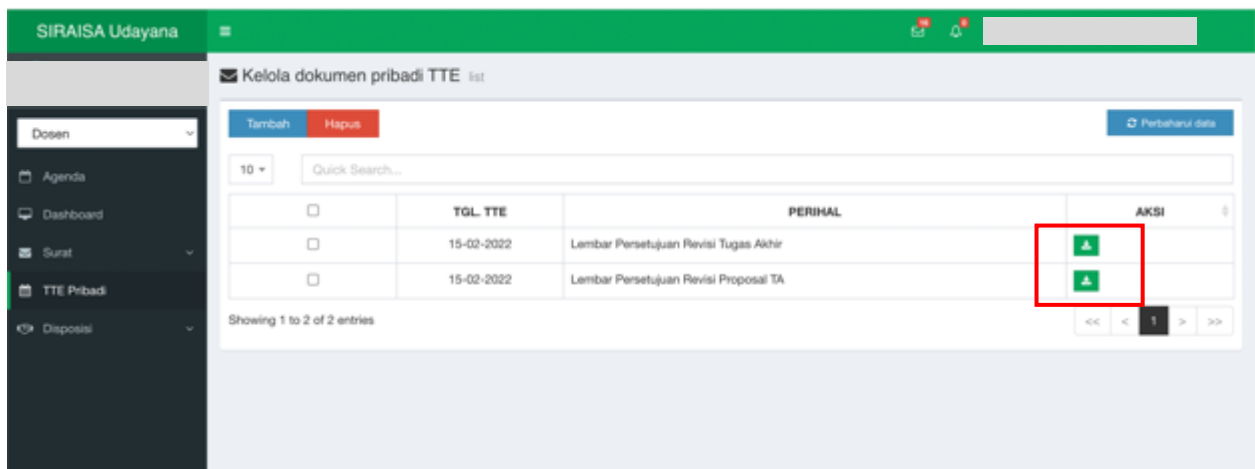 SIRAISA Udayana
Kelola dokumen pribadi TTE list
Dosen
Tambah Hapus Perbaharui data
10 Quick Search...
Agenda
Dashboard
Surat
TTE Pribadi
Disposisi
TGL. TTE PERIHAL AKSI
15-02-2022 Lembar Persetujuan Revisi Tugas Akhir
15-02-2022 Lembar Persetujuan Revisi Proposal TA
Showing 1 to 2 of 2 entries << < 1 > >>